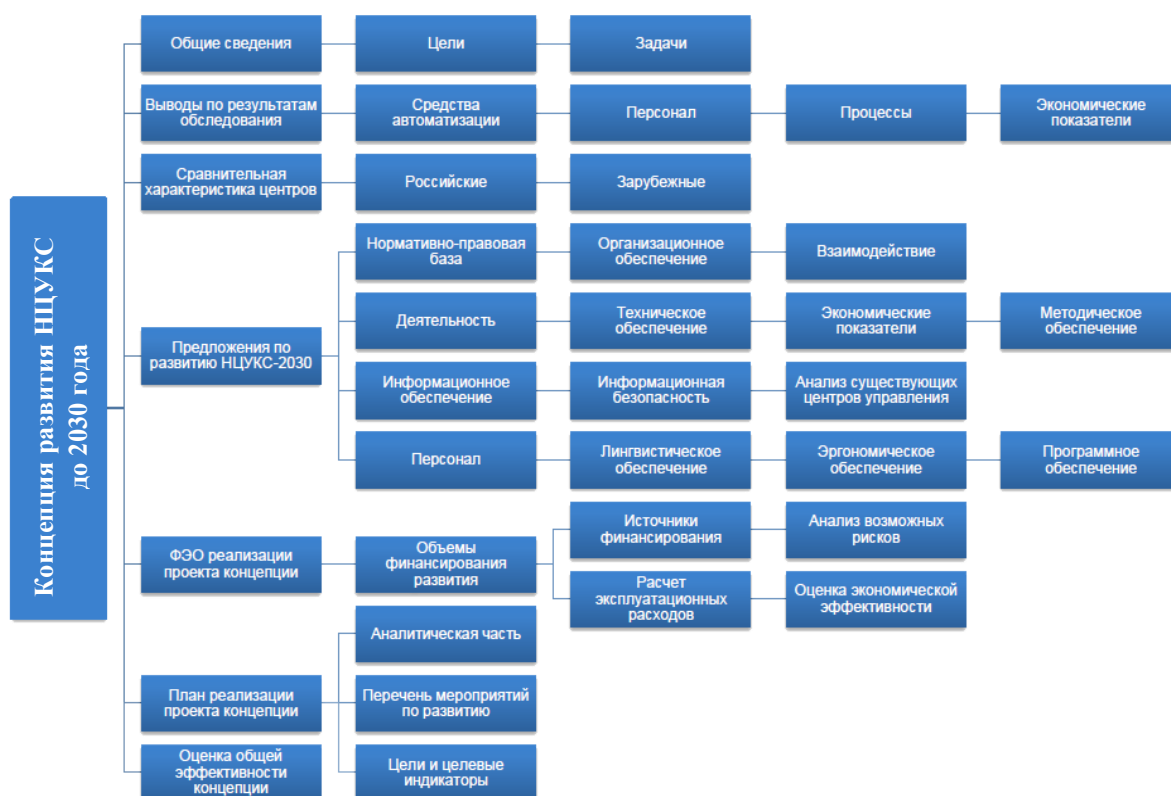 Концепция развития НЦУКС
до 2030 года
Общие сведения
Цели
Задачи
Выводы по результатам
обследования
Средства
автоматизации
Персонал
Процессы
Экономические
показатели
Сравнительная
характеристика центров
Российские
Зарубежные
Предложения по
развитию НЦУКС-2030
Нормативно-правовая
база
Организационное
обеспечение
Взаимодействие
Деятельность
Техническое
обеспечение
Экономические
показатели
Методическое
обеспечение
Информационное
обеспечение
Информационная
безопасность
Анализ существующих
центров управления
Персонал
Лингвистическое
обеспечение
Эргономическое
обеспечение
Программное
обеспечение
ФЭО реализации
проекта концепции
Объемы
финансирования
развития
Источники
финансирования
Анализ возможных
рисков
Расчет
эксплуатационных
расходов
Оценка экономической
эффективности
План реализации
проекта концепции
Аналитическая часть
Перечень мероприятий
по развитию
Цели и целевые
индикаторы
Оценка общей
эффективности
концепции